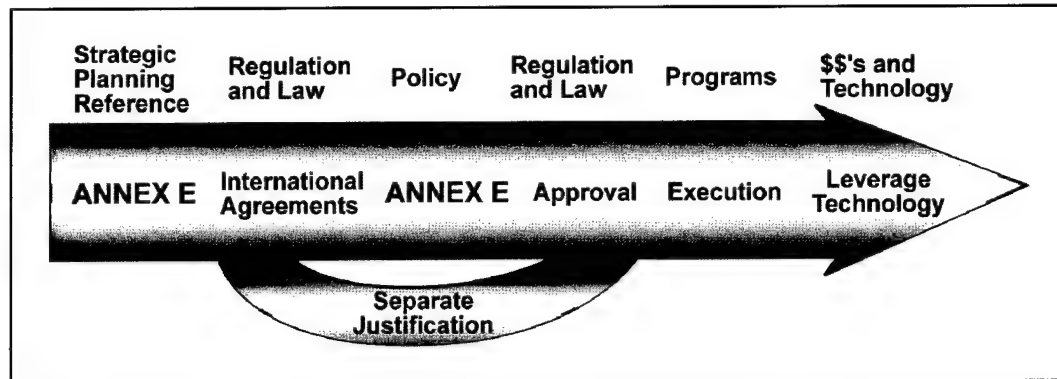 Strategic
Planning
Reference
Regulation
and Law
Policy
Regulation
and Law
Programs
$$'s and
Technology
ANNEX E
International
Agreements
ANNEX E
Approval
Execution
Leverage
Technology
Separate
Justification